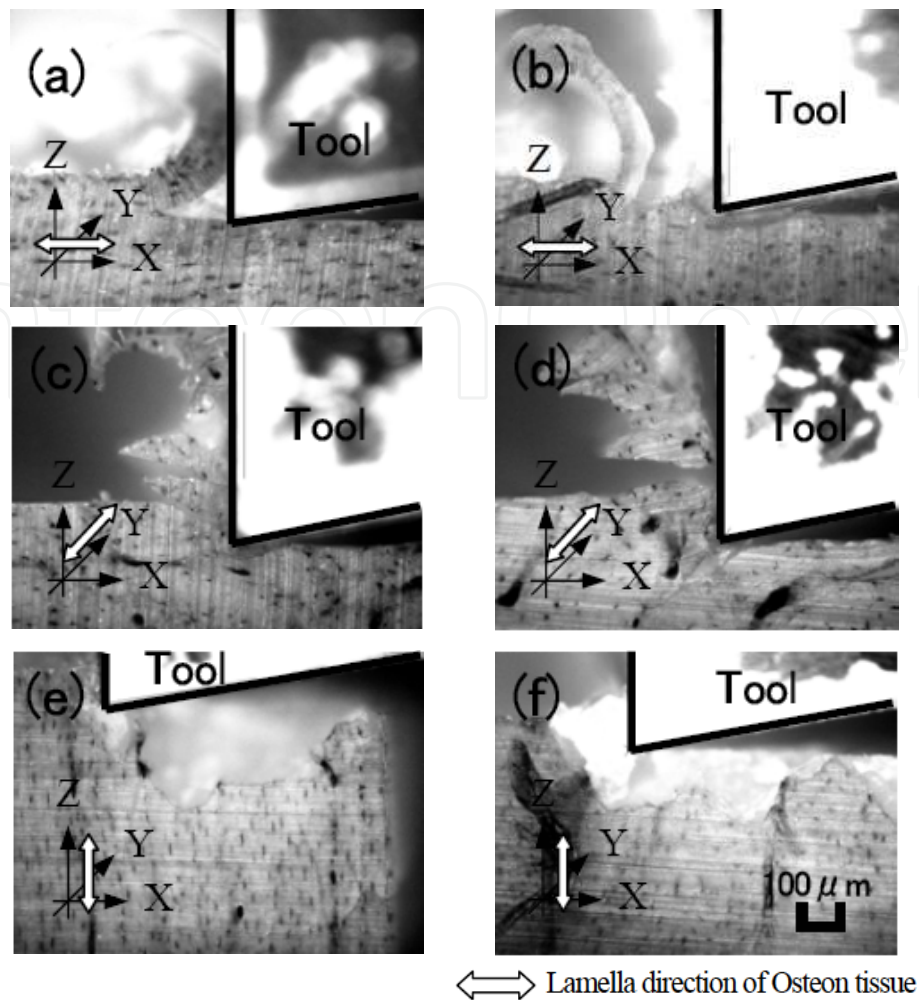 (a)
Tool
Z
Y
X
(b)
Tool
Z
Y
X
(c)
Tool
Z
Y
X
(d)
Tool
Z
Y
X
(e)
Tool
Z
Y
X
(f)
Tool
Z
Y
X
100 μm
Lamella direction of Osteon tissue